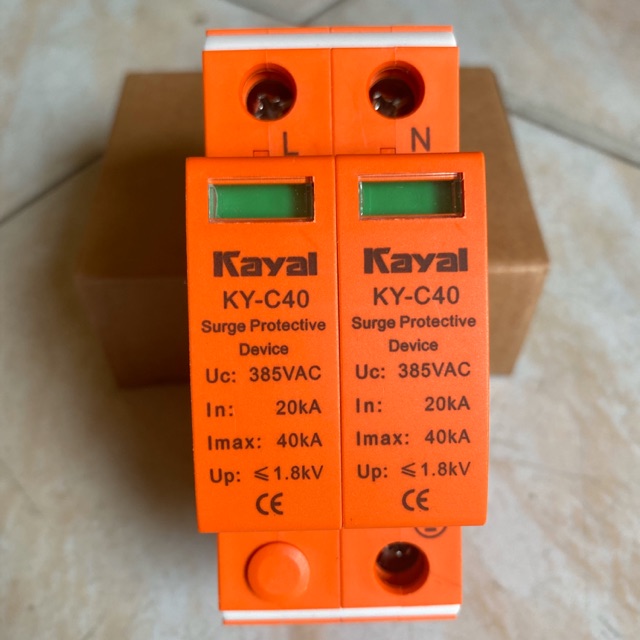 L N
Kayal
KY-C40
Surge Protective
Device
Uc: 385VAC
In: 20kA
Imax: 40kA
Up: ⩽1.8kV
CE
Kayal
KY-C40
Surge Protective
Device
Uc: 385VAC
In: 20kA
Imax: 40kA
Up: ⩽1.8kV
CE